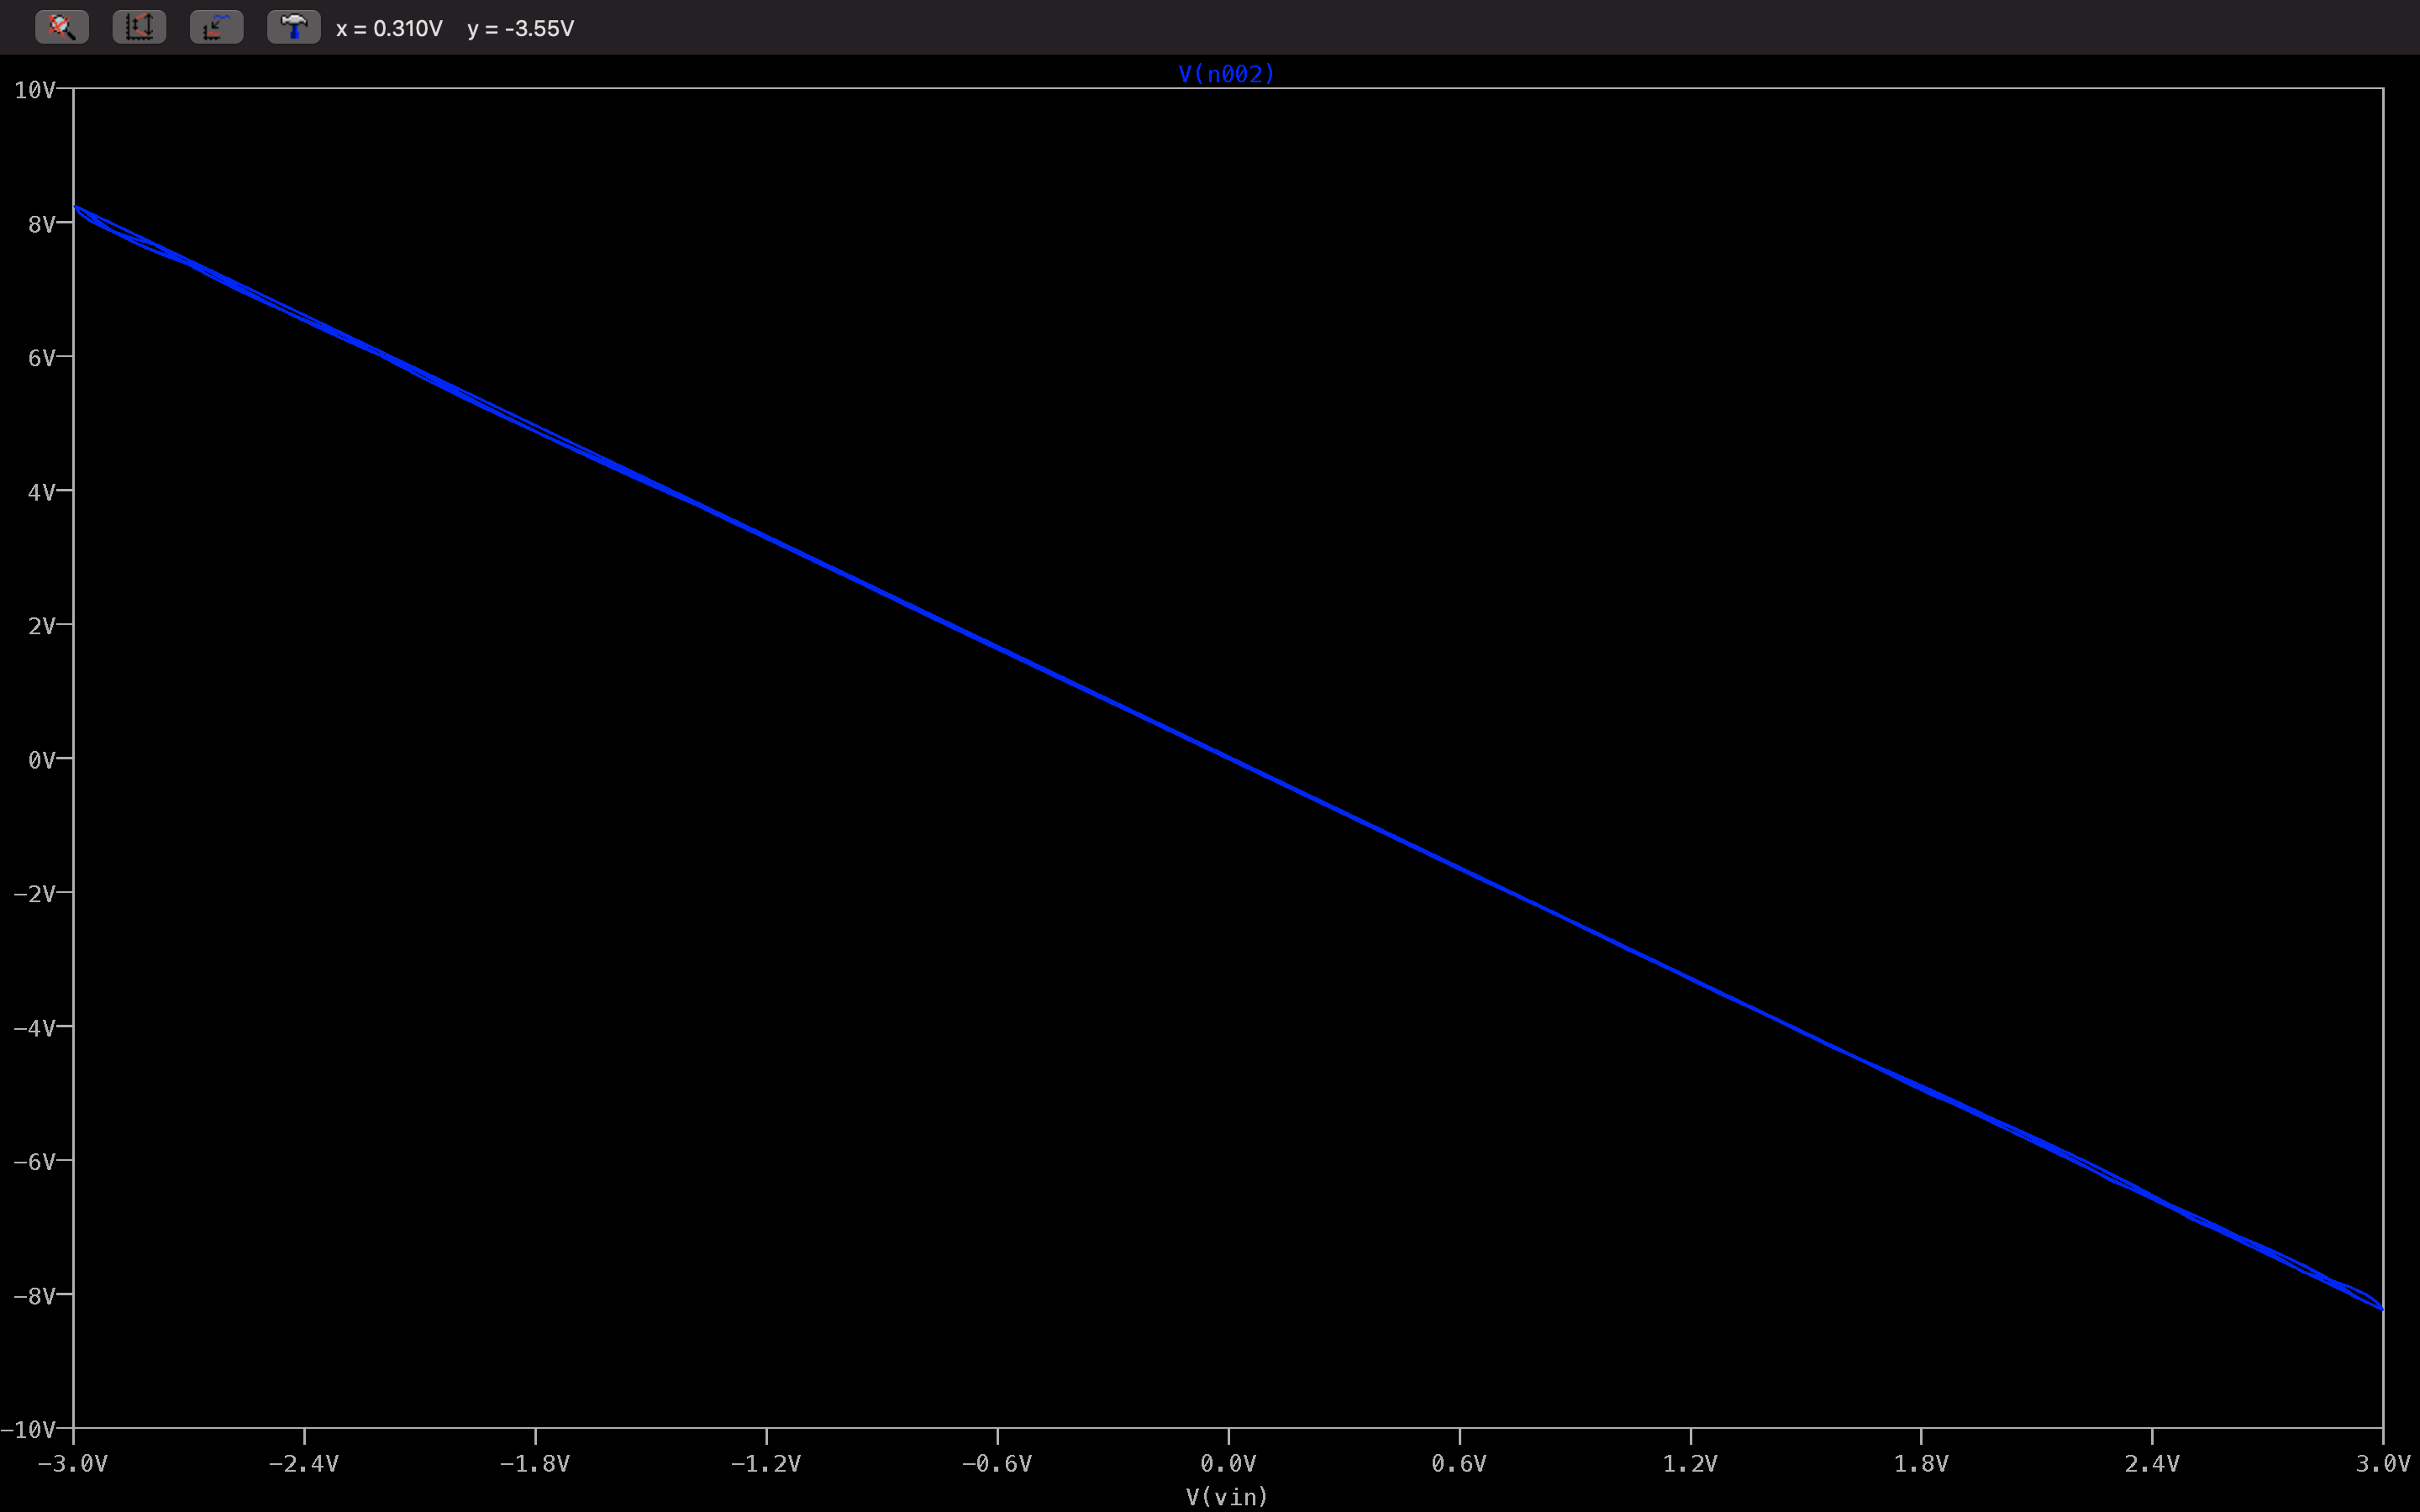 x = 0.310V y = -3.55V
V(n002)
10V
8V
6V
4V
2V
0V
-2V
-4V
-6V
-8V
-10V
-3.0V -2.4V -1.8V -1.2V -0.6V 0.0V 0.6V 1.2V 1.8V 2.4V 3.0V
V(vin)